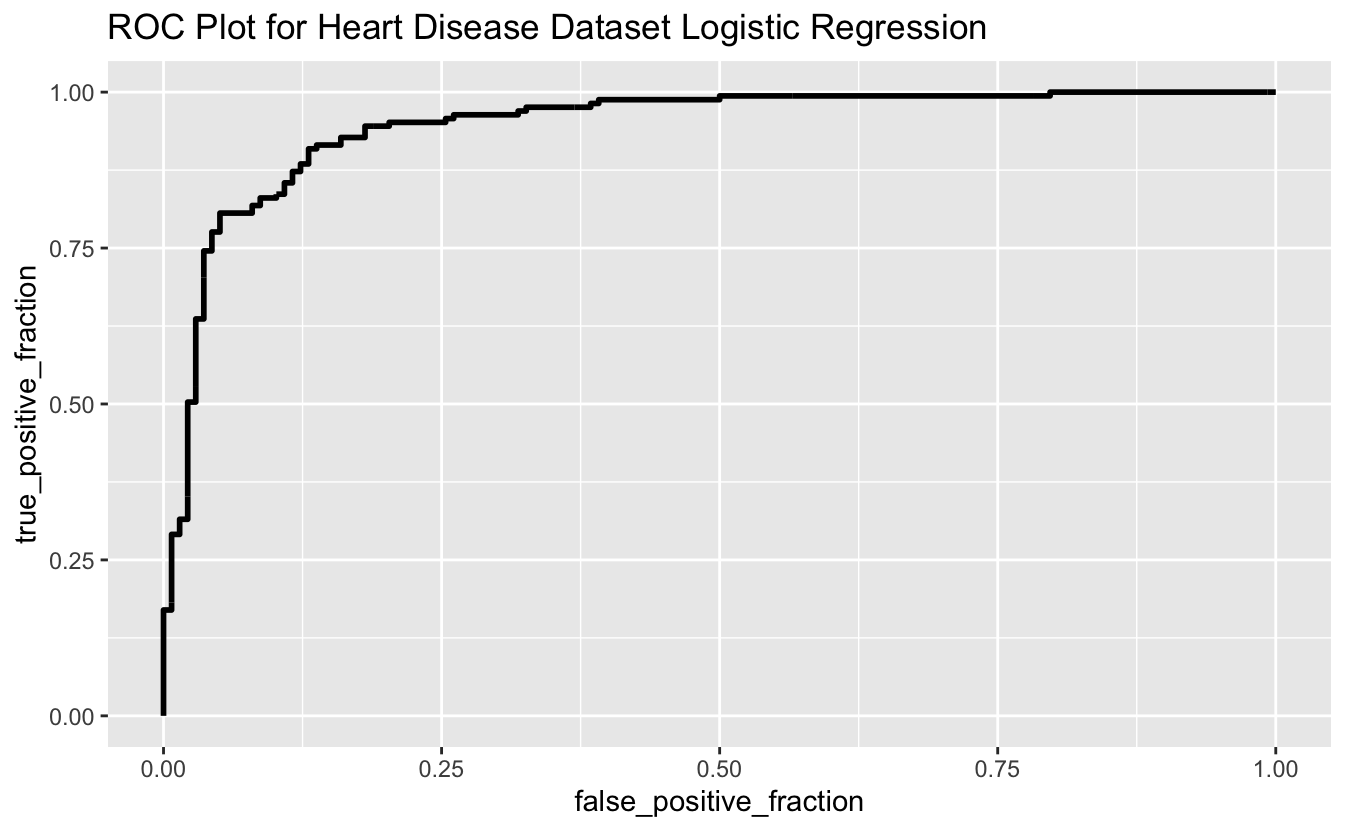 ROC Plot for Heart Disease Dataset Logistic Regression
1.00
0.75
0.50
0.25
0.00
true_positive_fraction
0.00 0.25 0.50 0.75 1.00
false_positive_fraction